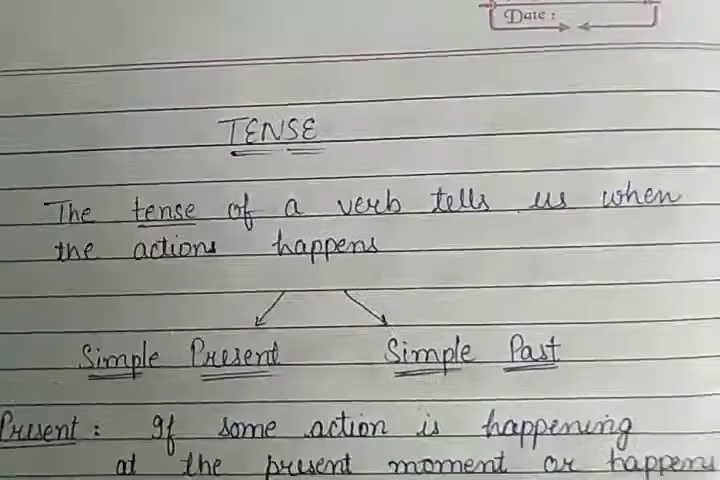 Date :
TENSE
The tense of a verb tells us when
the actions happens
Simple Present Simple Past
Present : If some action is happening
at the present moment or happens